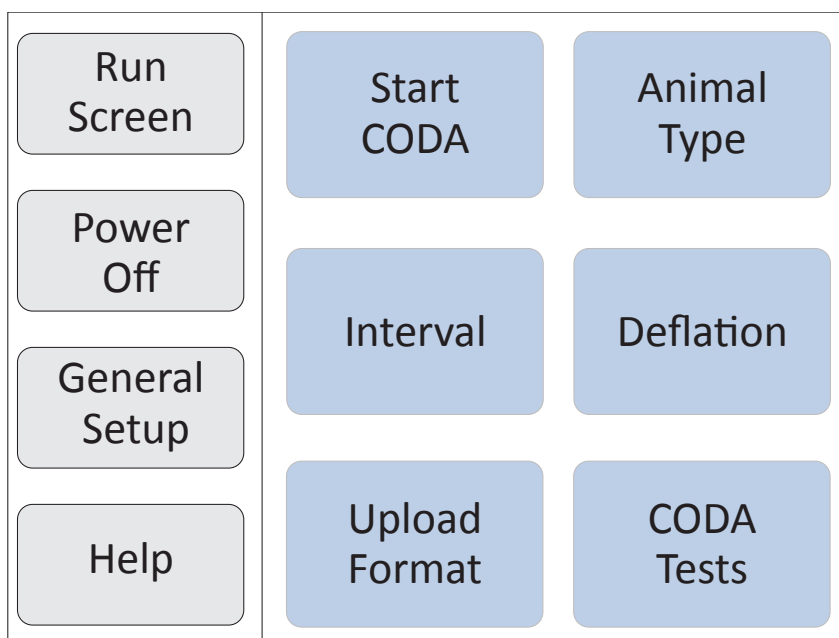 Run
Screen
Power
Off
General
Setup
Help
Start
CODA
Animal
Type
Interval
Deflation
Upload
Format
CODA
Tests